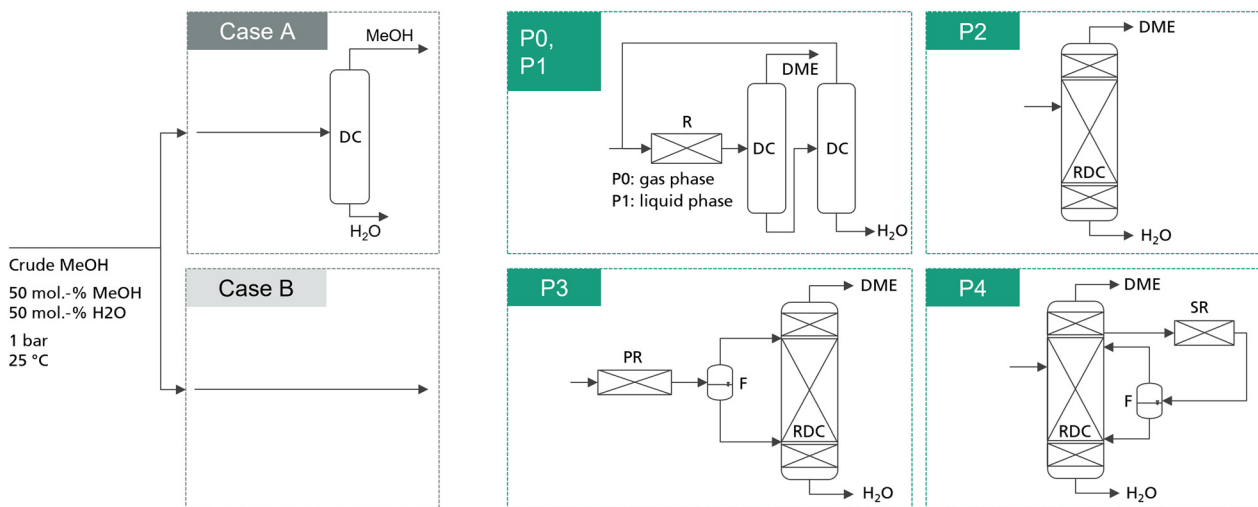 Case A
MeOH
DC
H₂O
Crude MeOH
50 mol.-% MeOH
50 mol.-% H2O
1 bar
25 °C
Case B
P0,
P1
DME
R
DC
DC
P0: gas phase
P1: liquid phase
H₂O
P2
DME
RDC
H₂O
P3
DME
PR
F
RDC
H₂O
P4
DME
SR
F
RDC
H₂O